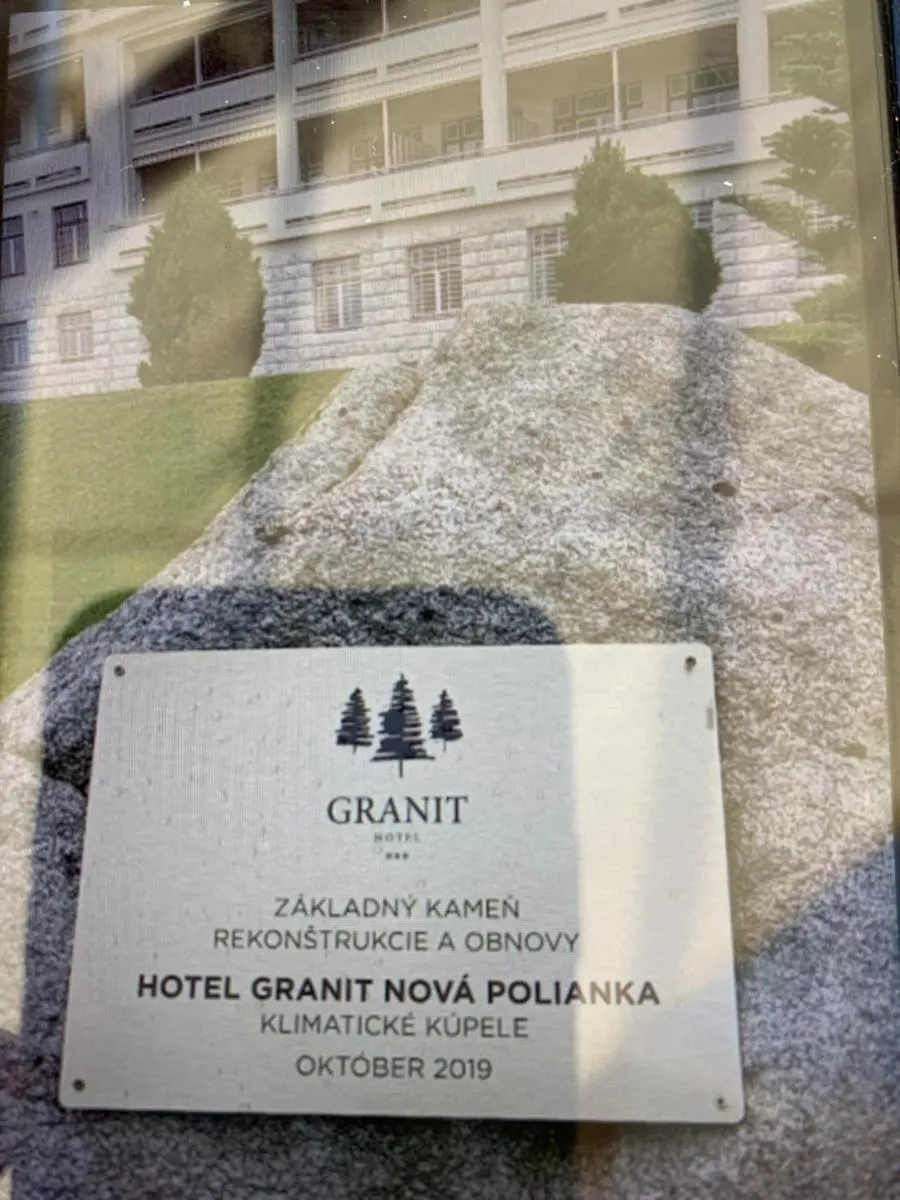 GRANIT
HOTEL
***
ZÁKLADNÝ KAMEŇ
REKONŠTRUKCIE A OBNOVY
HOTEL GRANIT NOVÁ POLIANKA
KLIMATICKÉ KÚPELE
OKTÓBER 2019